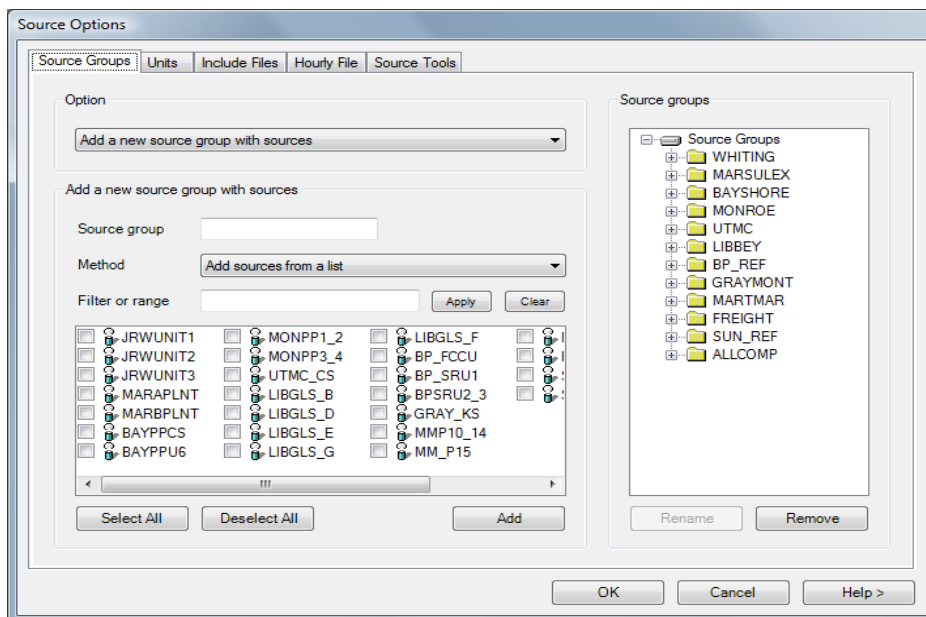 Source Options
Source Groups Units Include Files Hourly File Source Tools
Option
Add a new source group with sources
Add a new source group with sources
Source group
Method Add sources from a list
Filter or range Apply Clear
JRWUNIT1 MONPP1_2 LIBGLS_F
JRWUNIT2 MONPP3_4 BP_FCCU
JRWUNIT3 UTMC_CS BP_SRU1
MARAPLNT LIBGLS_B BPSRU2_3
MARBPLNT LIBGLS_D GRAY_KS
BAYPPCS LIBGLS_E MMP10_14
BAYPPU6 LIBGLS_G MM_P15
Select All Deselect All Add
Source groups
Source Groups
WHITING
MARSULEX
BAYSHORE
MONROE
UTMC
LIBBEY
BP_REF
GRAYMONT
MARTMAR
FREIGHT
SUN_REF
ALLCOMP
Rename Remove
OK Cancel Help >